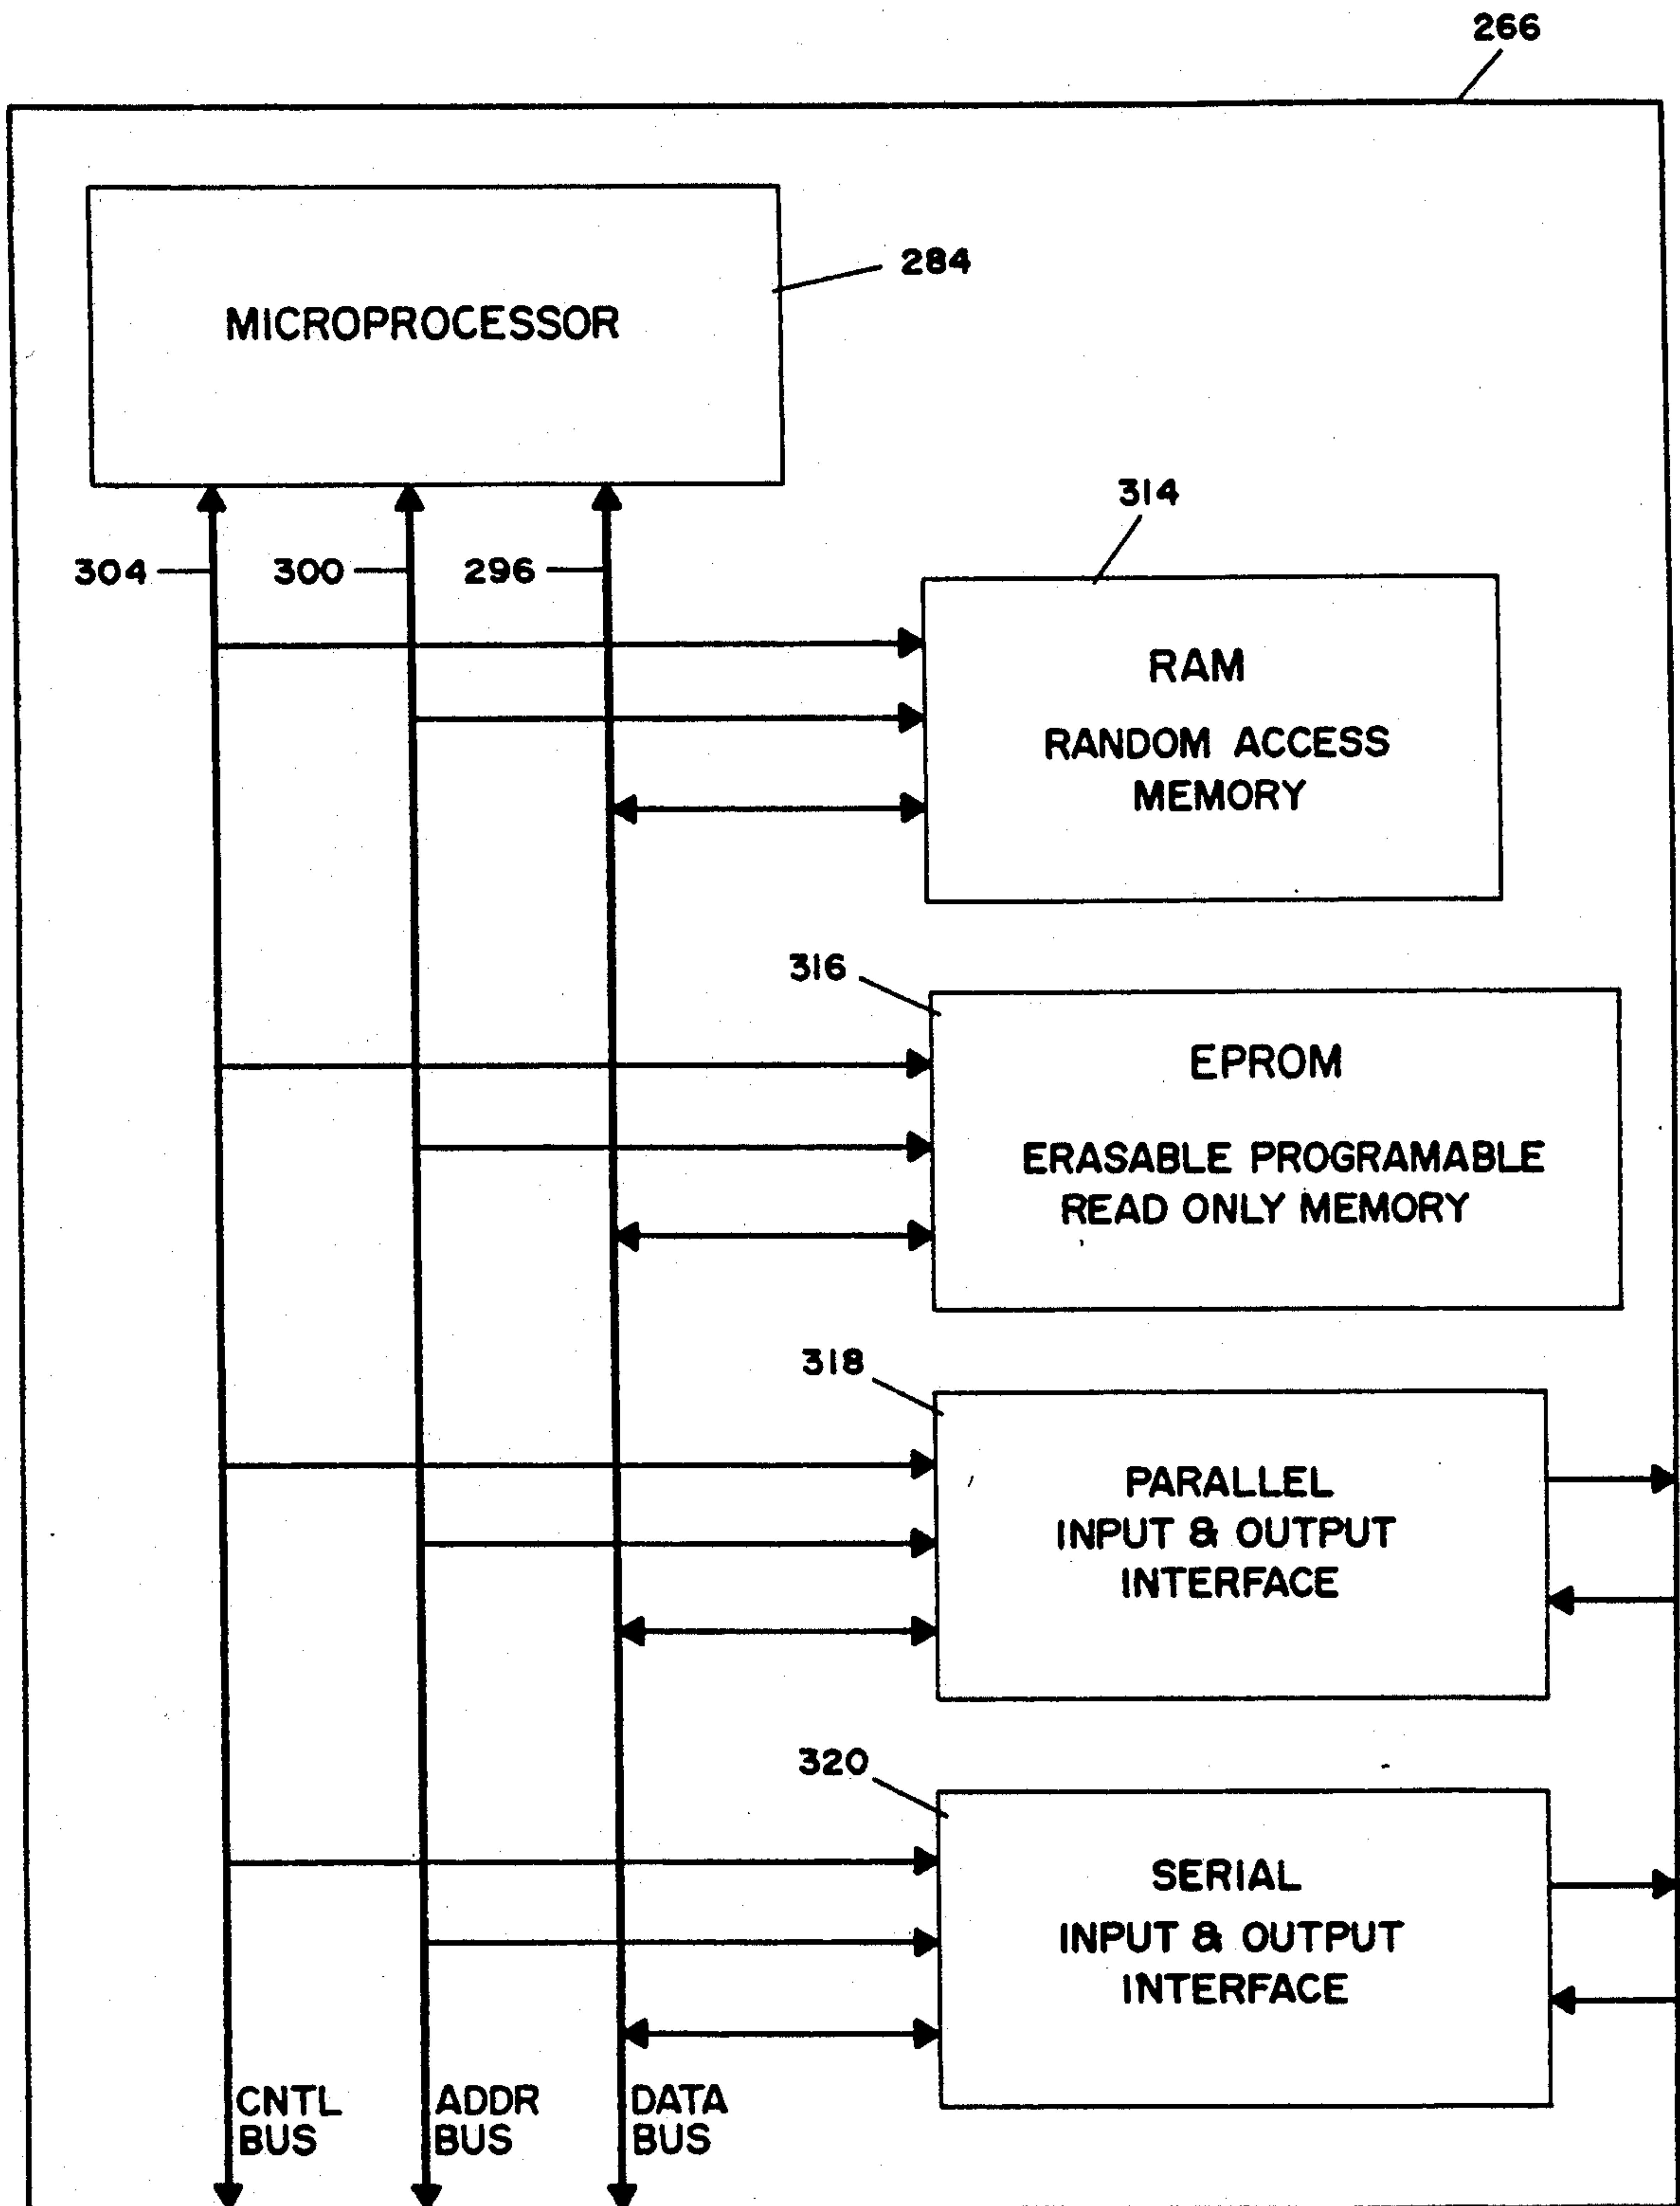 266
284
MICROPROCESSOR
314
304
300
296
RAM
RANDOM ACCESS
MEMORY
316
EPROM
ERASABLE PROGRAMABLE
READ ONLY MEMORY
318
PARALLEL
INPUT & OUTPUT
INTERFACE
320
SERIAL
INPUT & OUTPUT
INTERFACE
CNTL
BUS
ADDR
BUS
DATA
BUS